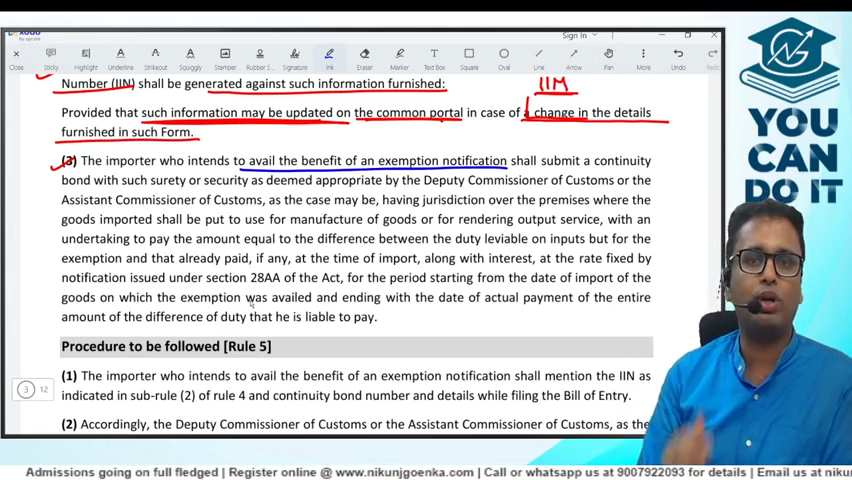 Sign In
Close
Sticky
Highlight
Underline
Strikeout
Squiggly
Stamper
Rubber S...
Signature
Ink
Eraser
Marker
Text
Square
Oval
Line
Arrow
Pan
More
Undo
Redo
Number (IIN) shall be generated against such information furnished:
IIM
Provided that such information may be updated on the common portal in case of a change in the details
furnished in such Form.
(3) The importer who intends to avail the benefit of an exemption notification shall submit a continuity
bond with such surety or security as deemed appropriate by the Deputy Commissioner of Customs or the
Assistant Commissioner of Customs, as the case may be, having jurisdiction over the premises where the
goods imported shall be put to use for manufacture of goods or for rendering output service, with an
undertaking to pay the amount equal to the difference between the duty leviable on inputs but for the
exemption and that already paid, if any, at the time of import, along with interest, at the rate fixed by
notification issued under section 28AA of the Act, for the period starting from the date of import of the
goods on which the exemption was availed and ending with the date of actual payment of the entire
amount of the difference of duty that he is liable to pay.
Procedure to be followed [Rule 5]
3 12
(1) The importer who intends to avail the benefit of an exemption notification shall mention the IIN as
indicated in sub-rule (2) of rule 4 and continuity bond number and details while filing the Bill of Entry.
(2) Accordingly, the Deputy Commissioner of Customs or the Assistant Commissioner of Customs, as the
NG
YOU
CAN
DO IT
Admissions going on full fledged | Register online @ www.nikunjgoenka.com | Call or whatsapp us at 9007922093 for details | Email us at niku